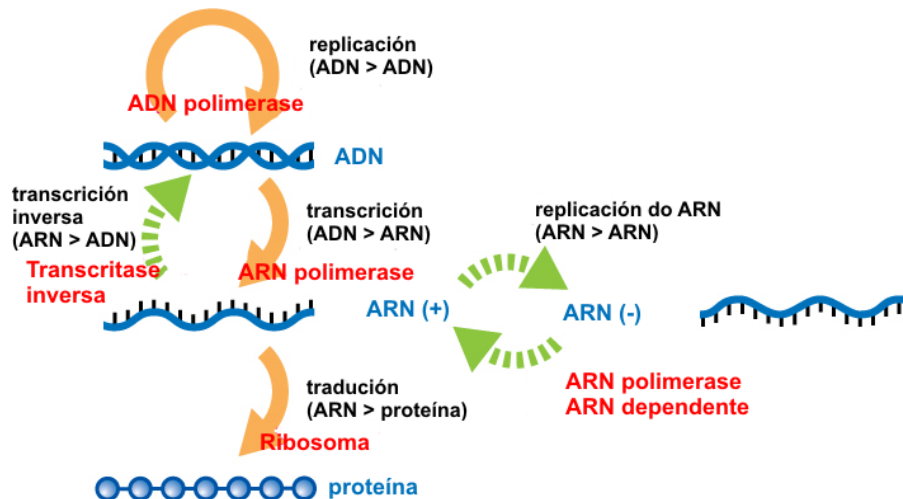 replicación
(ADN > ADN)
ADN polimerase
ADN
transcrición
inversa
(ARN > ADN)
Transcritase
inversa
transcrición
(ADN > ARN)
ARN polimerase
replicación do ARN
(ARN > ARN)
ARN (+)
ARN (-)
ARN polimerase
ARN dependente
tradución
(ARN > proteína)
Ribosoma
proteína